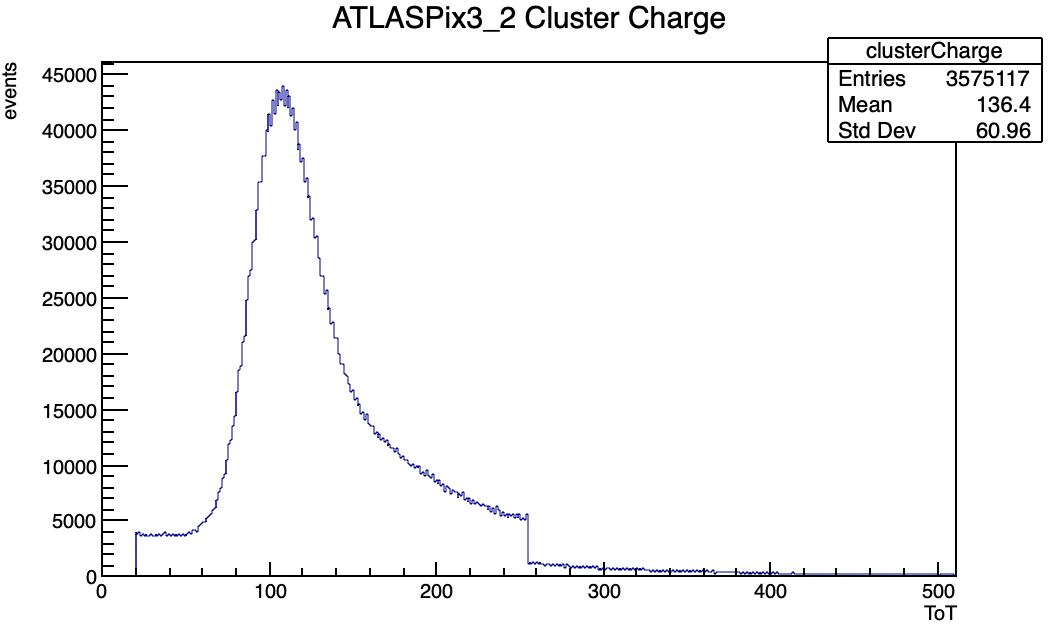 ATLASPix3_2 Cluster Charge
clusterCharge
Entries 3575117
Mean 136.4
Std Dev 60.96
events
45000
40000
35000
30000
25000
20000
15000
10000
5000
0
0 100 200 300 400 500
ToT